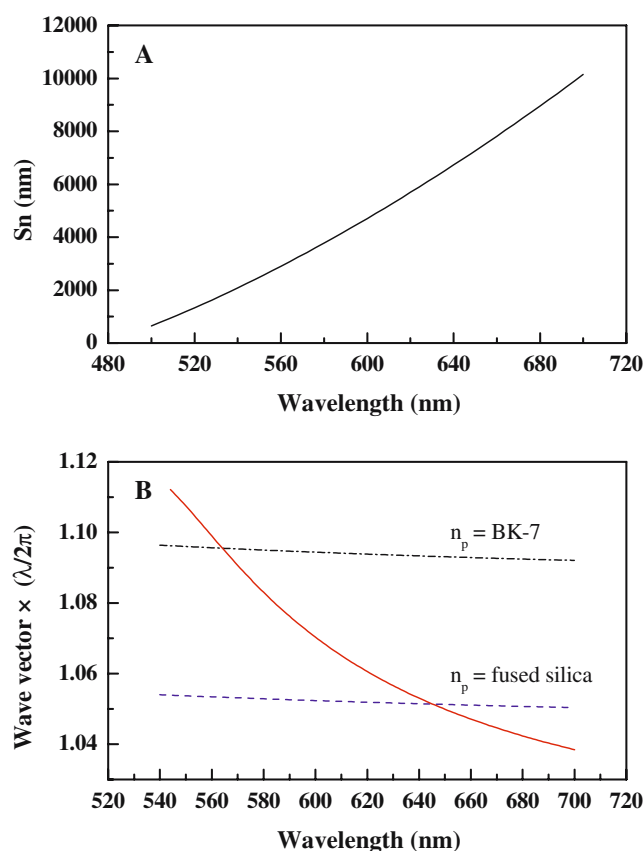 A
12000
10000
8000
6000
4000
2000
0
Sn (nm)
480 520 560 600 640 680 720
Wavelength (nm)
B
1.12
1.10
1.08
1.06
1.04
Wave vector × (λ/2π)
n_p = BK-7
n_p = fused silica
520 540 560 580 600 620 640 660 680 700 720
Wavelength (nm)